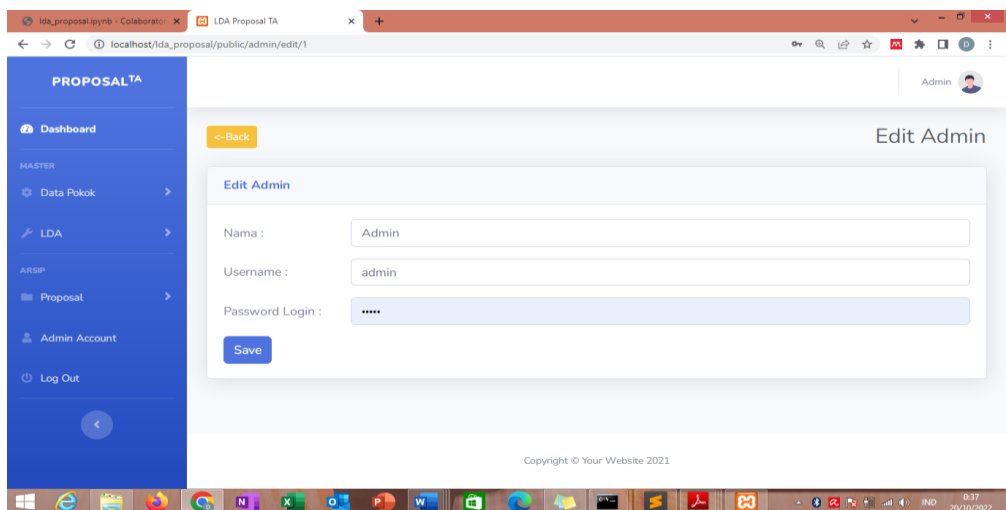 lda_proposal.ipynb - Colaborator
LDA Proposal TA
localhost/lda_proposal/public/admin/edit/1
D
PROPOSALTA
Admin
Dashboard
<-Back
Edit Admin
MASTER
Data Pokok
Edit Admin
LDA
Nama :
Admin
ARSIP
Username :
admin
Proposal
Password Login :
•••••
Admin Account
Save
Log Out
Copyright © Your Website 2021
IND
0:37
20/10/2022